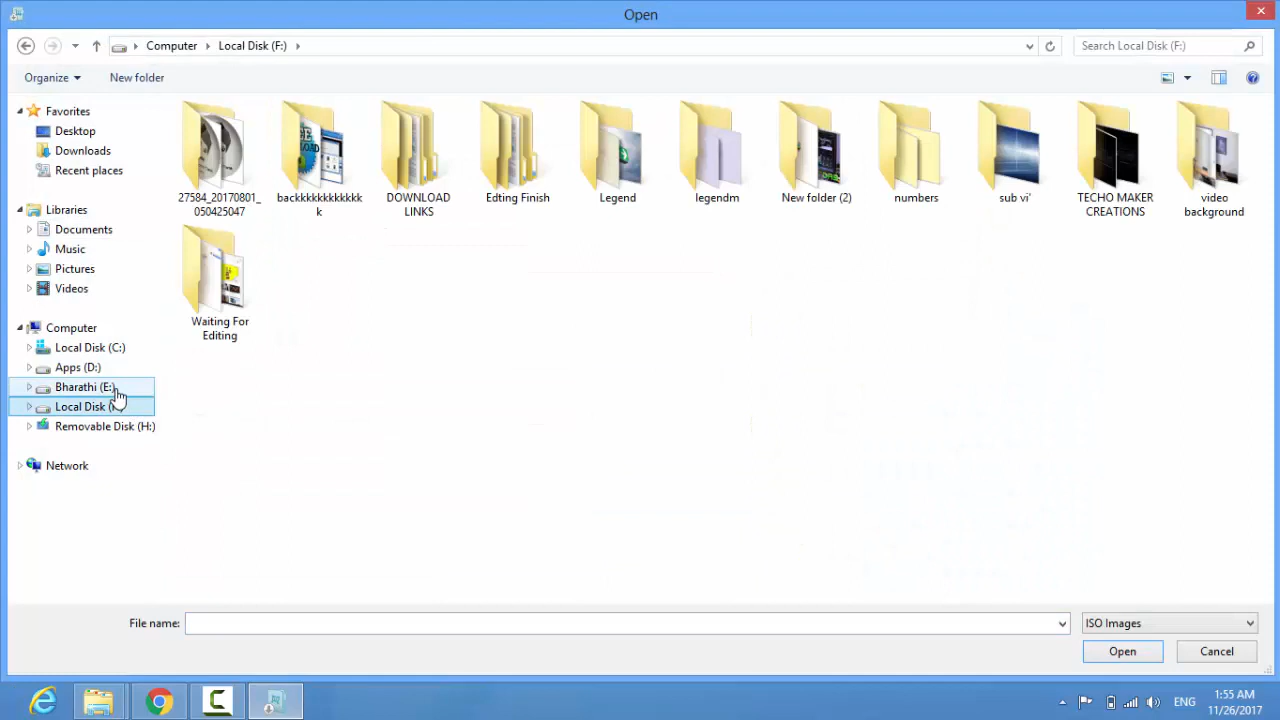 Open
Computer Local Disk (F:)
Search Local Disk (F:)
Organize
New folder
Favorites
Desktop
Downloads
Recent places
Libraries
Documents
Music
Pictures
Videos
Computer
Local Disk (C:)
Apps (D:)
Bharathi (E:)
Local Disk (
Removable Disk (H:)
Network
27584_20170801_
050425047
backkkkkkkkkkkk
k
DOWNLOAD
LINKS
Edting Finish
Legend
legendm
New folder (2)
numbers
sub vi'
TECHO MAKER
CREATIONS
video
background
Waiting For
Editing
File name:
ISO Images
Open
Cancel
ENG
1:55 AM
11/26/2017